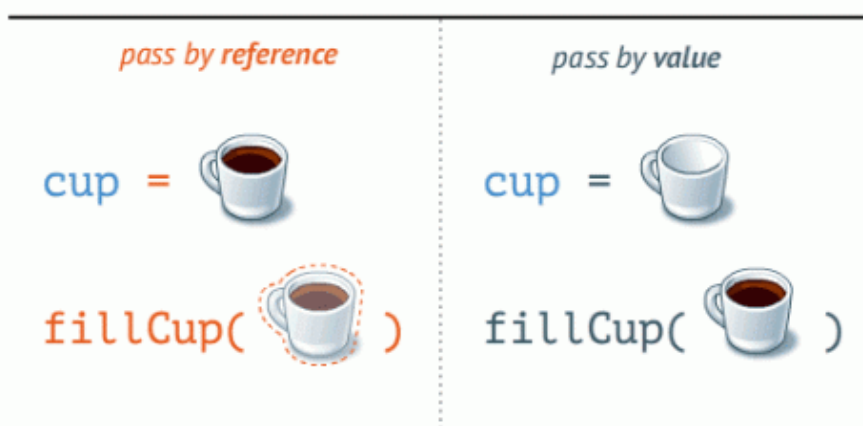 pass by reference
cup =
fillCup( )
pass by value
cup =
fillCup( )